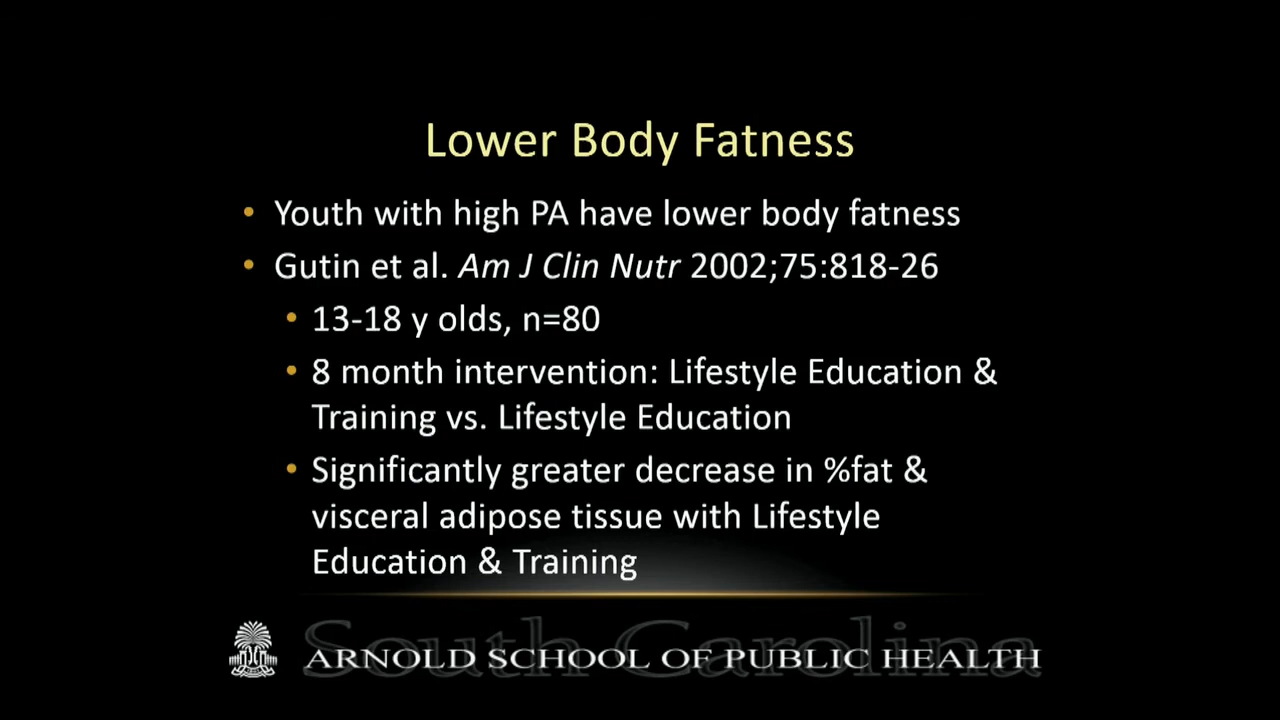 Lower Body Fatness
• Youth with high PA have lower body fatness
• Gutin et al. Am J Clin Nutr 2002;75:818-26
• 13-18 y olds, n=80
• 8 month intervention: Lifestyle Education &
Training vs. Lifestyle Education
• Significantly greater decrease in %fat &
visceral adipose tissue with Lifestyle
Education & Training
South Carolina
ARNOLD SCHOOL OF PUBLIC HEALTH